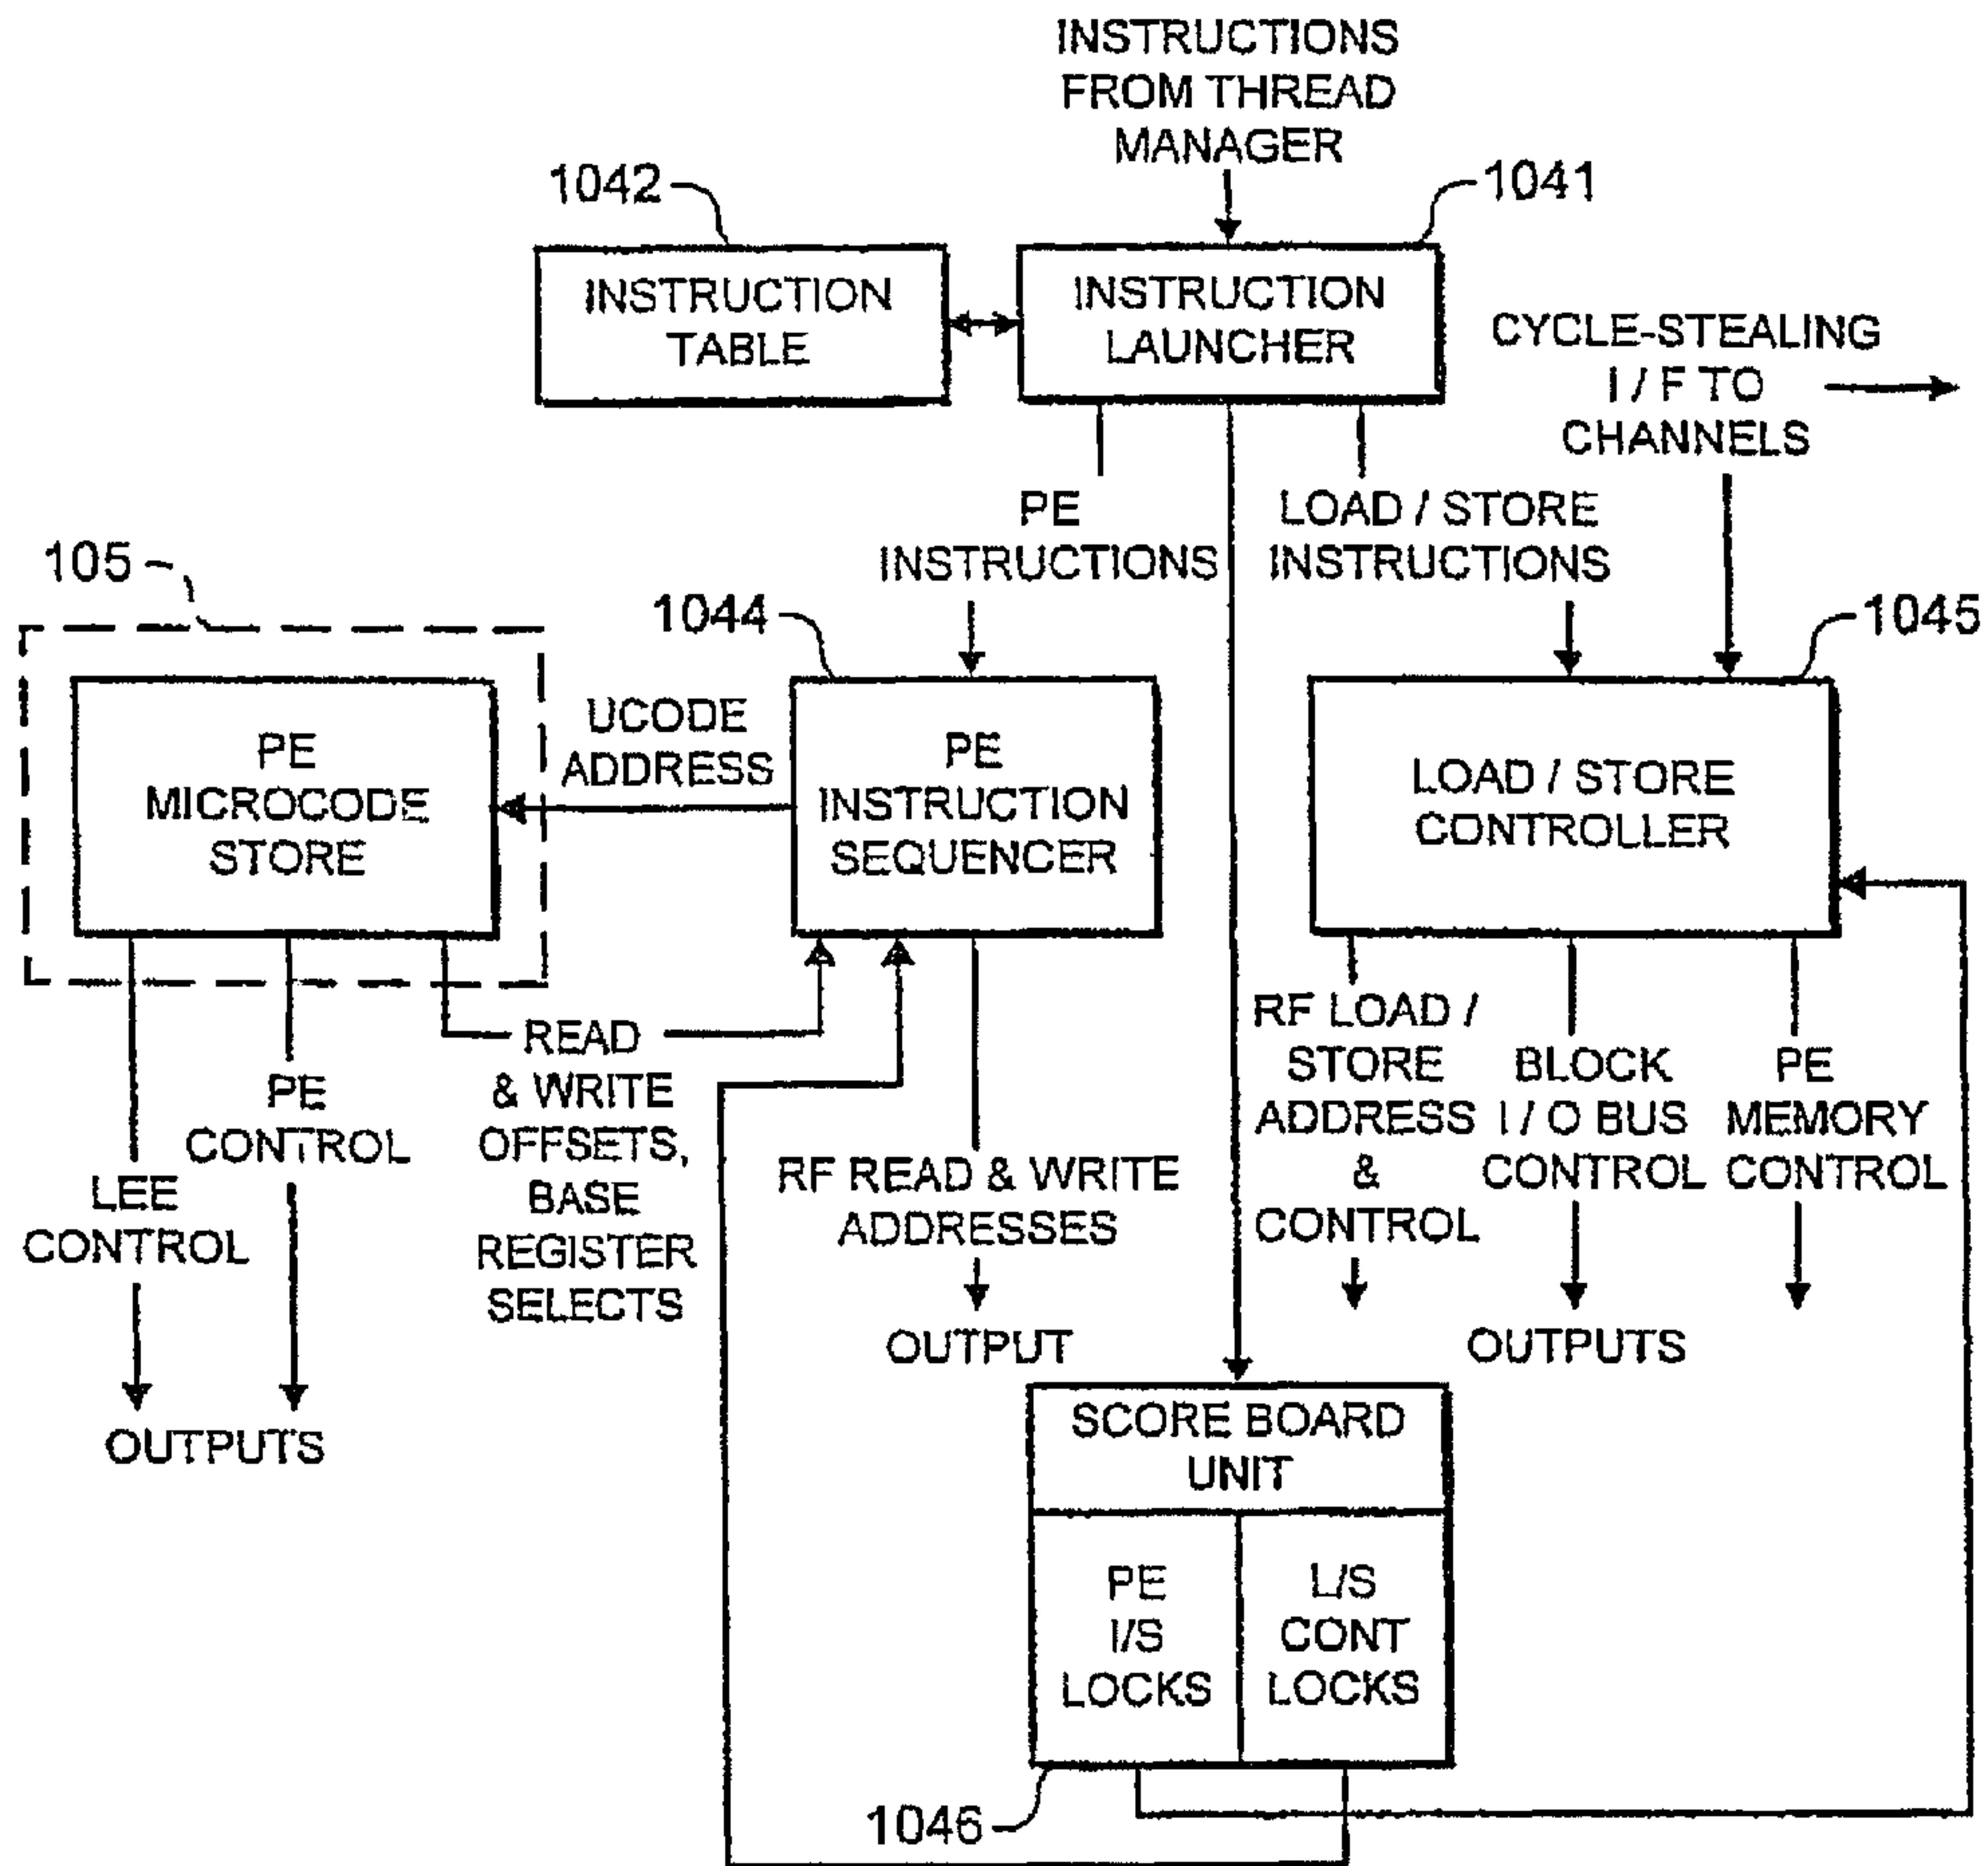 INSTRUCTIONS
FROM THREAD
MANAGER
1042
1041
INSTRUCTION
TABLE
INSTRUCTION
LAUNCHER
CYCLE-STEALING
I / F TO
CHANNELS
PE
INSTRUCTIONS
LOAD / STORE
INSTRUCTIONS
105
1044
1045
PE
MICROCODE
STORE
UCODE
ADDRESS
PE
INSTRUCTION
SEQUENCER
LOAD / STORE
CONTROLLER
LEE
CONTROL
PE
CONTROL
READ
& WRITE
OFFSETS,
BASE
REGISTER
SELECTS
RF READ & WRITE
ADDRESSES
RF LOAD /
STORE
ADDRESS
&
CONTROL
BLOCK
I / O BUS
CONTROL
PE
MEMORY
CONTROL
OUTPUTS
OUTPUT
OUTPUTS
SCORE BOARD
UNIT
PE
I/S
LOCKS
L/S
CONT
LOCKS
1046